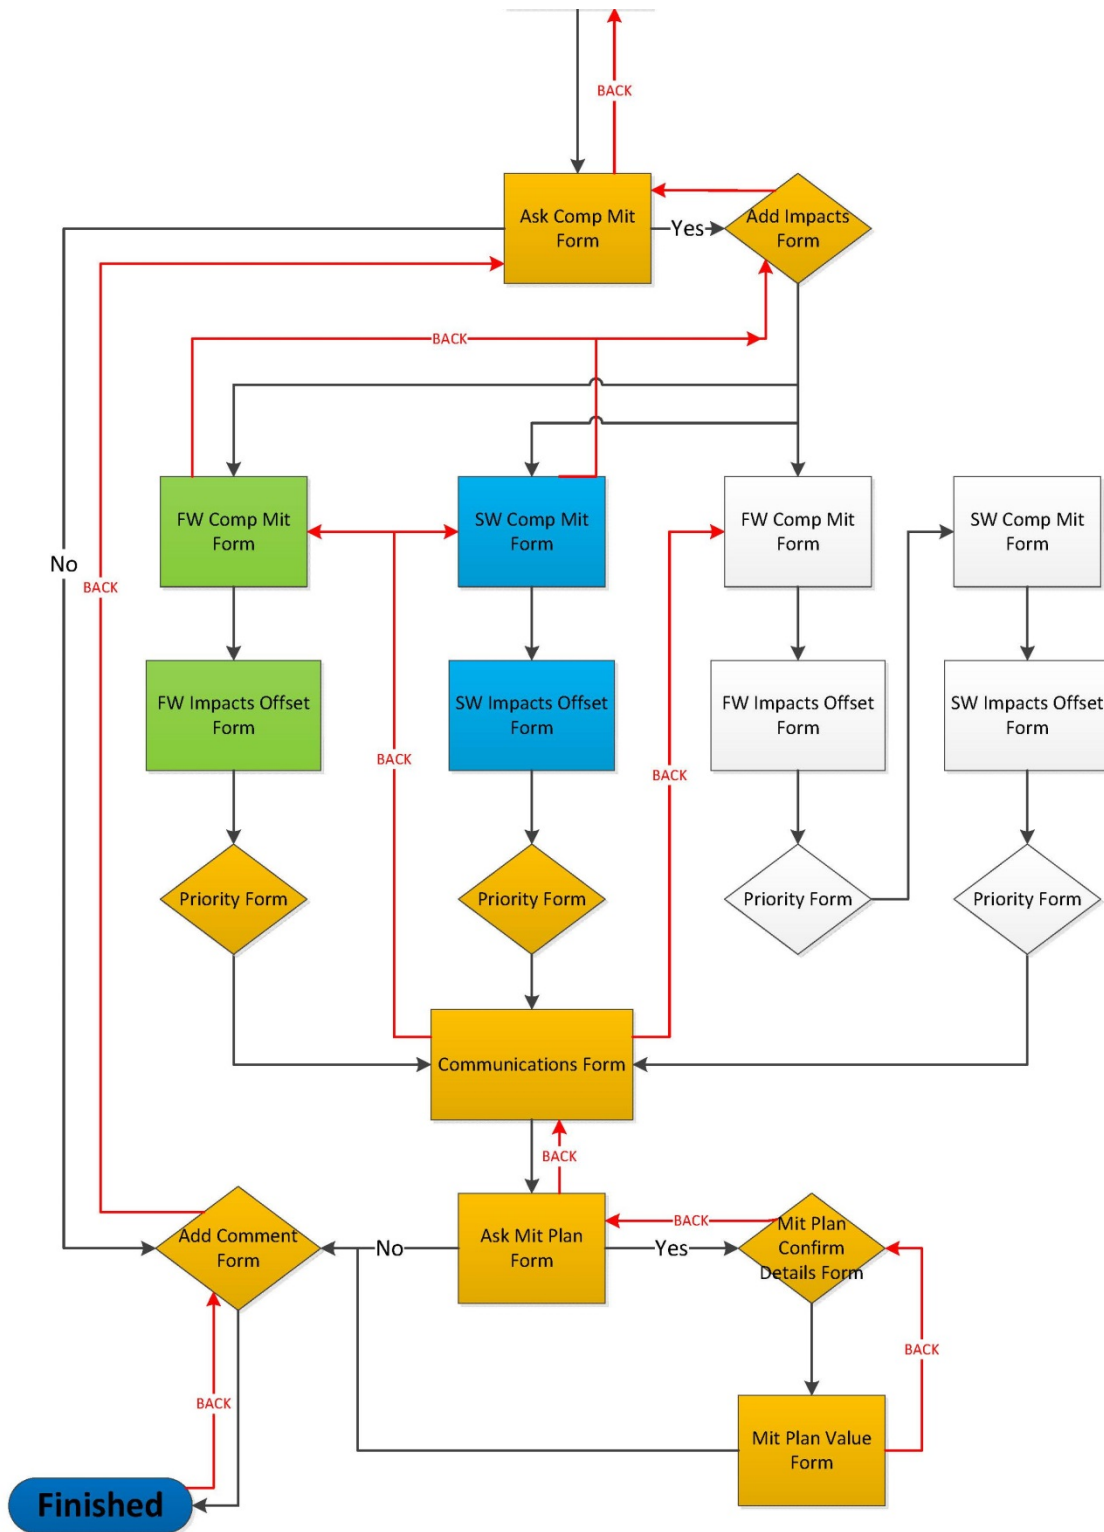 BACK
Ask Comp Mit
Form
Yes
Add Impacts
Form
BACK
FW Comp Mit
Form
SW Comp Mit
Form
FW Comp Mit
Form
SW Comp Mit
Form
No
BACK
FW Impacts Offset
Form
SW Impacts Offset
Form
FW Impacts Offset
Form
SW Impacts Offset
Form
BACK
BACK
Priority Form
Priority Form
Priority Form
Priority Form
Communications Form
BACK
Add Comment
Form
No
Ask Mit Plan
Form
Yes
BACK
Mit Plan
Confirm
Details Form
BACK
BACK
Mit Plan Value
Form
Finished